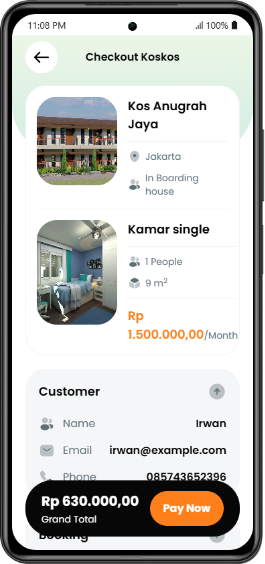 11:08 PM
100%
Checkout Koskos
Kos Anugrah
Jaya
Jakarta
In Boarding
house
Kamar single
1 People
9 m²
Rp
1.500.000,00/Month
Customer
Name Irwan
Email irwan@example.com
Phone 085743652396
Rp 630.000,00
Grand Total
Pay Now
Booking